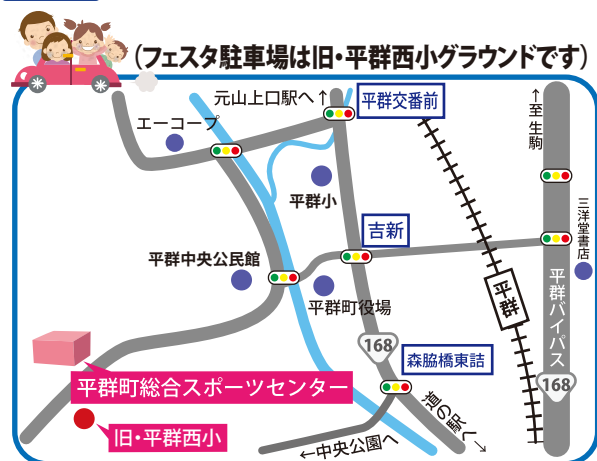 (フェスタ駐車場は旧・平群西小グラウンドです)
元山上口駅へ↑
平群交番前
↑至 生駒
エーコープ
平群小
三洋堂書店
吉新
平群中央公民館
平群町役場
平群
平群バイパス
168
森脇橋東詰
168
平群町総合スポーツセンター
道の駅へ→
旧・平群西小
←中央公園へ